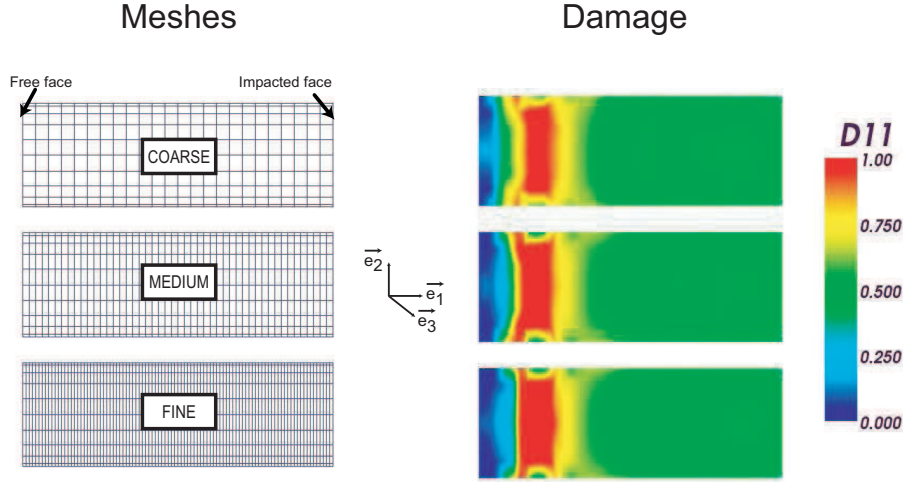 Meshes
Damage
Free face
Impacted face
COARSE
MEDIUM
FINE
e2
e1
e3
D11
1.00
0.750
0.500
0.250
0.000